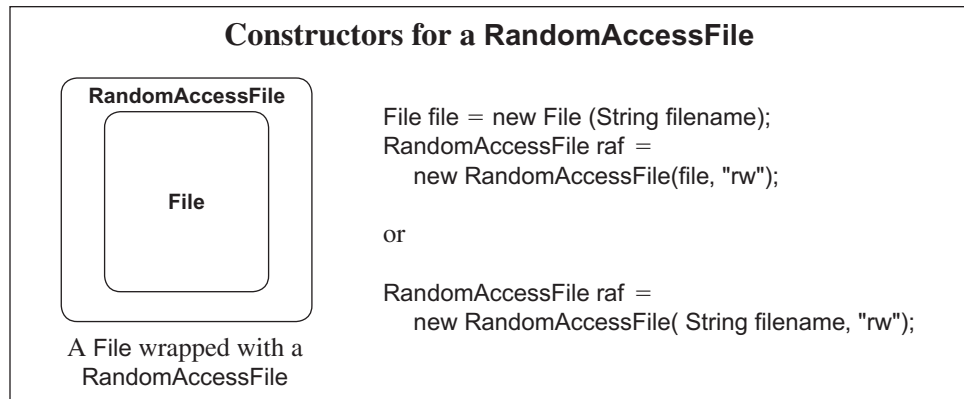 Constructors for a RandomAccessFile
RandomAccessFile
File
A File wrapped with a
RandomAccessFile
File file = new File (String filename);
RandomAccessFile raf =
new RandomAccessFile(file, "rw");
or
RandomAccessFile raf =
new RandomAccessFile( String filename, "rw");